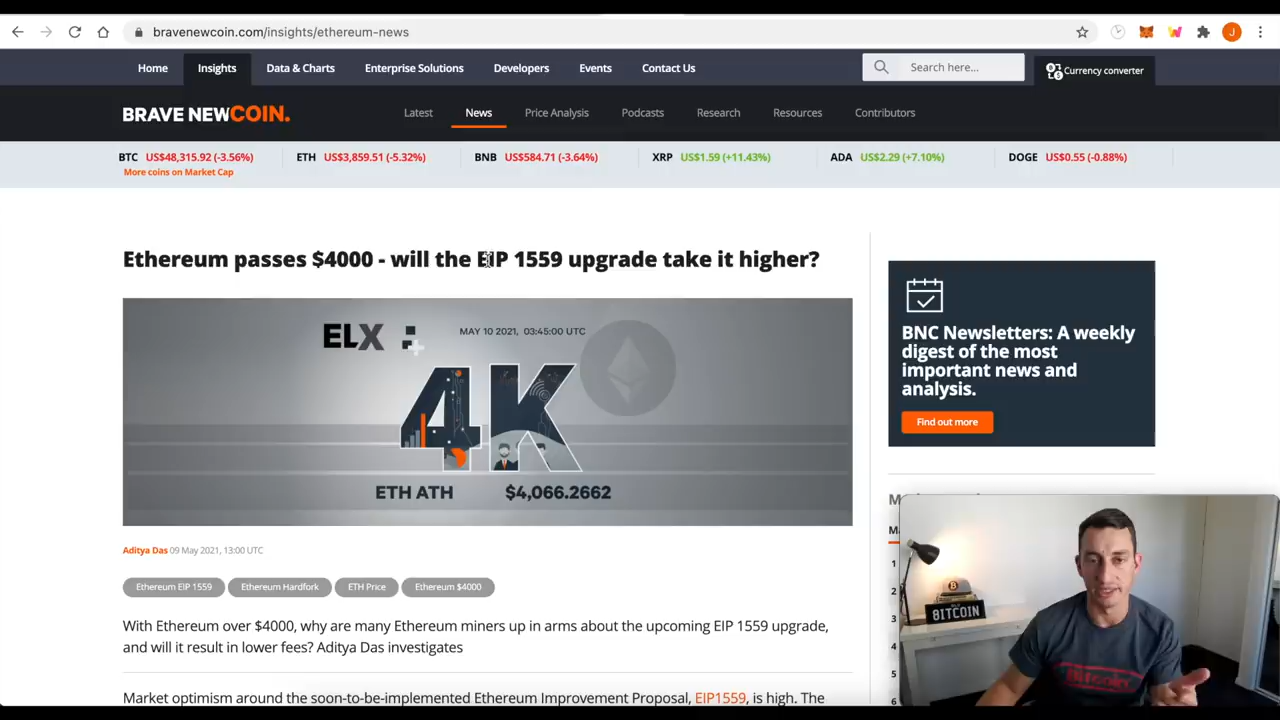 bravenewcoin.com/insights/ethereum-news
J
Home
Insights
Data & Charts
Enterprise Solutions
Developers
Events
Contact Us
Search here...
Currency converter
BRAVE NEWCOIN.
Latest
News
Price Analysis
Podcasts
Research
Resources
Contributors
BTC US$48,315.92 (-3.56%)
ETH US$3,859.51 (-5.32%)
BNB US$584.71 (-3.64%)
XRP US$1.59 (+11.43%)
ADA US$2.29 (+7.10%)
DOGE US$0.55 (-0.88%)
More coins on Market Cap
Ethereum passes $4000 - will the EIP 1559 upgrade take it higher?
ELX
MAY 10 2021, 03:45:00 UTC
4K
ETH ATH $4,066.2662
Aditya Das 09 May 2021, 13:00 UTC
Ethereum EIP 1559
Ethereum Hardfork
ETH Price
Ethereum $4000
With Ethereum over $4000, why are many Ethereum miners up in arms about the upcoming EIP 1559 upgrade,
and will it result in lower fees? Aditya Das investigates
Market optimism around the soon-to-be-implemented Ethereum Improvement Proposal, EIP1559, is high. The
BNC Newsletters: A weekly
digest of the most
important news and
analysis.
Find out more
1
2
3
4
5
6
BITCOIN
Bitcoin